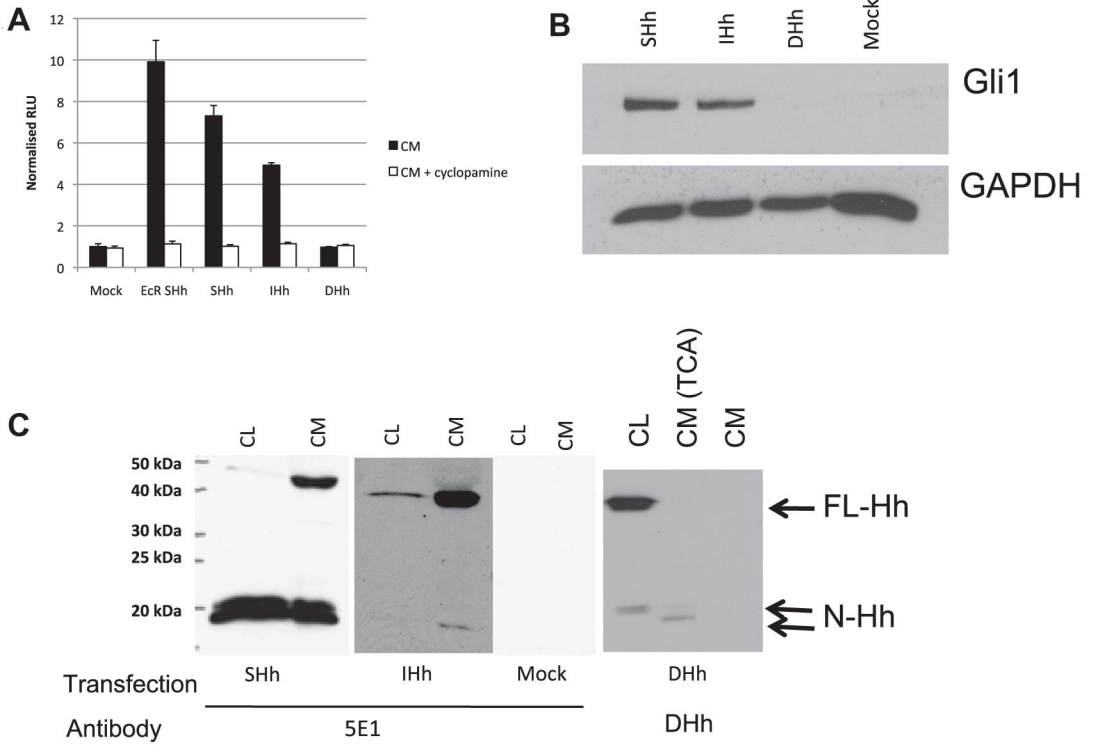 A
12
10
8
6
4
2
0
Normalised RLU
Mock EcR SHh SHh IHh DHh
CM
CM + cyclopamine
B
SHh IHh DHh Mock
Gli1
GAPDH
C
CL CM CL CM CL CM CL CM (TCA) CM
50 kDa
40 kDa
30 kDa
25 kDa
20 kDa
FL-Hh
N-Hh
Transfection SHh IHh Mock DHh
Antibody 5E1 DHh